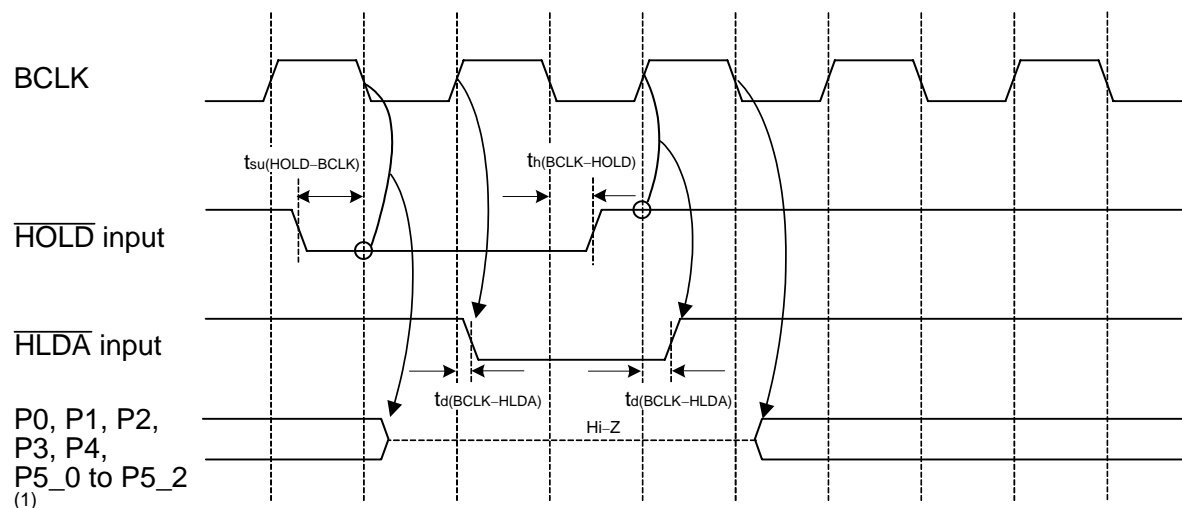 BCLK
tsu(HOLD–BCLK)
th(BCLK–HOLD)
HOLD input
HLDA input
td(BCLK–HLDA)
td(BCLK–HLDA)
P0, P1, P2,
P3, P4,
P5_0 to P5_2
(1)
Hi–Z